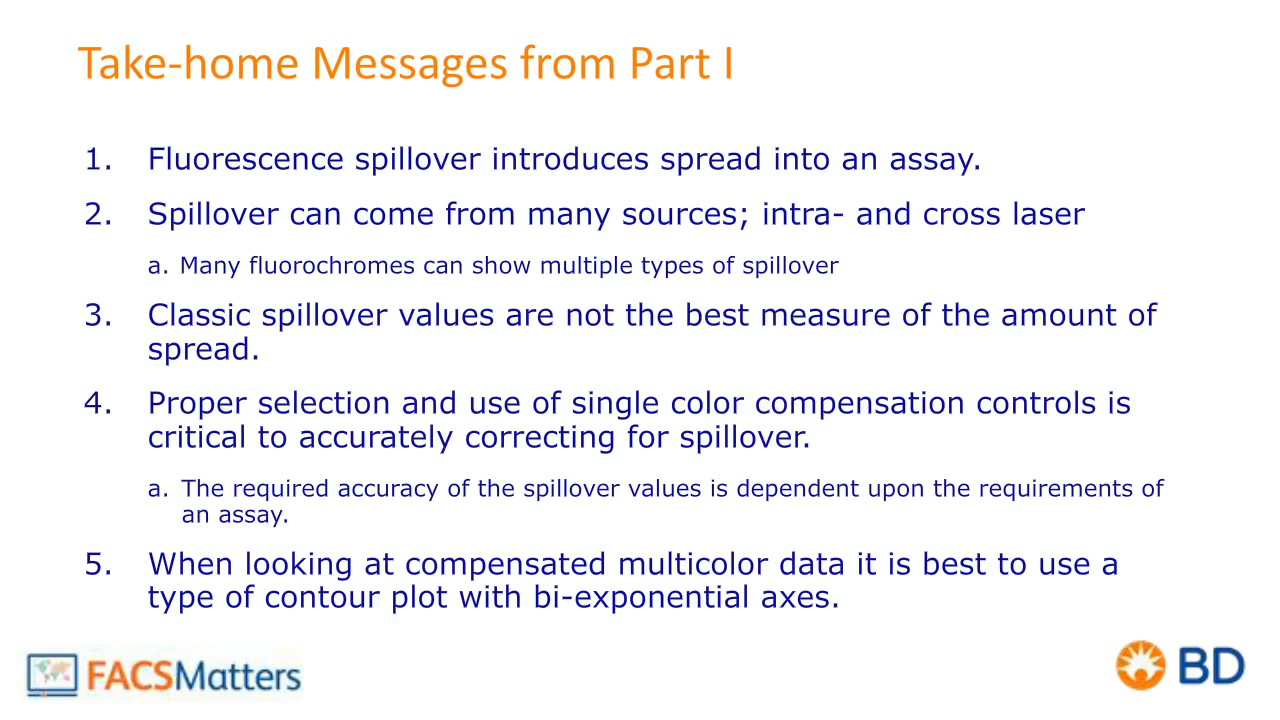 Take-home Messages from Part I
1. Fluorescence spillover introduces spread into an assay.
2. Spillover can come from many sources; intra- and cross laser
a. Many fluorochromes can show multiple types of spillover
3. Classic spillover values are not the best measure of the amount of
spread.
4. Proper selection and use of single color compensation controls is
critical to accurately correcting for spillover.
a. The required accuracy of the spillover values is dependent upon the requirements of
an assay.
5. When looking at compensated multicolor data it is best to use a
type of contour plot with bi-exponential axes.
FACSMatters
BD